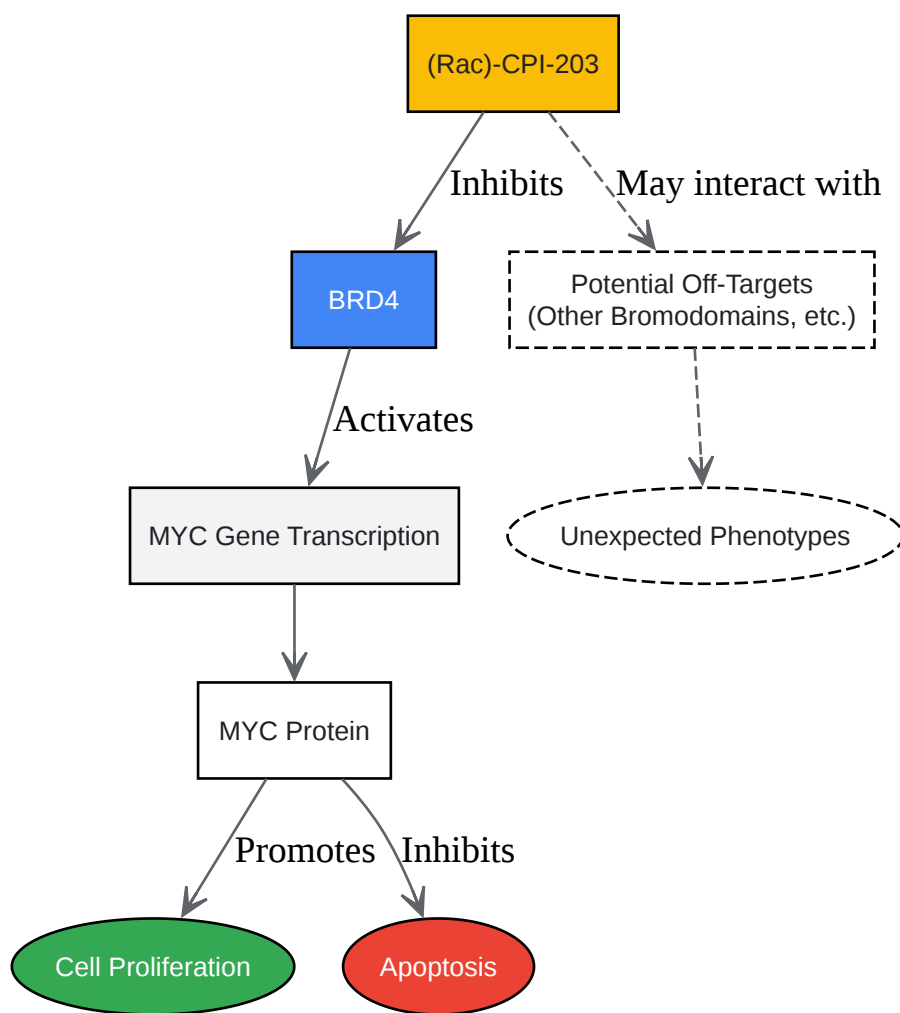 (Rac)-CPI-203
Inhibits
May interact with
BRD4
Potential Off-Targets
(Other Bromodomains, etc.)
Activates
MYC Gene Transcription
Unexpected Phenotypes
MYC Protein
Promotes
Inhibits
Cell Proliferation
Apoptosis